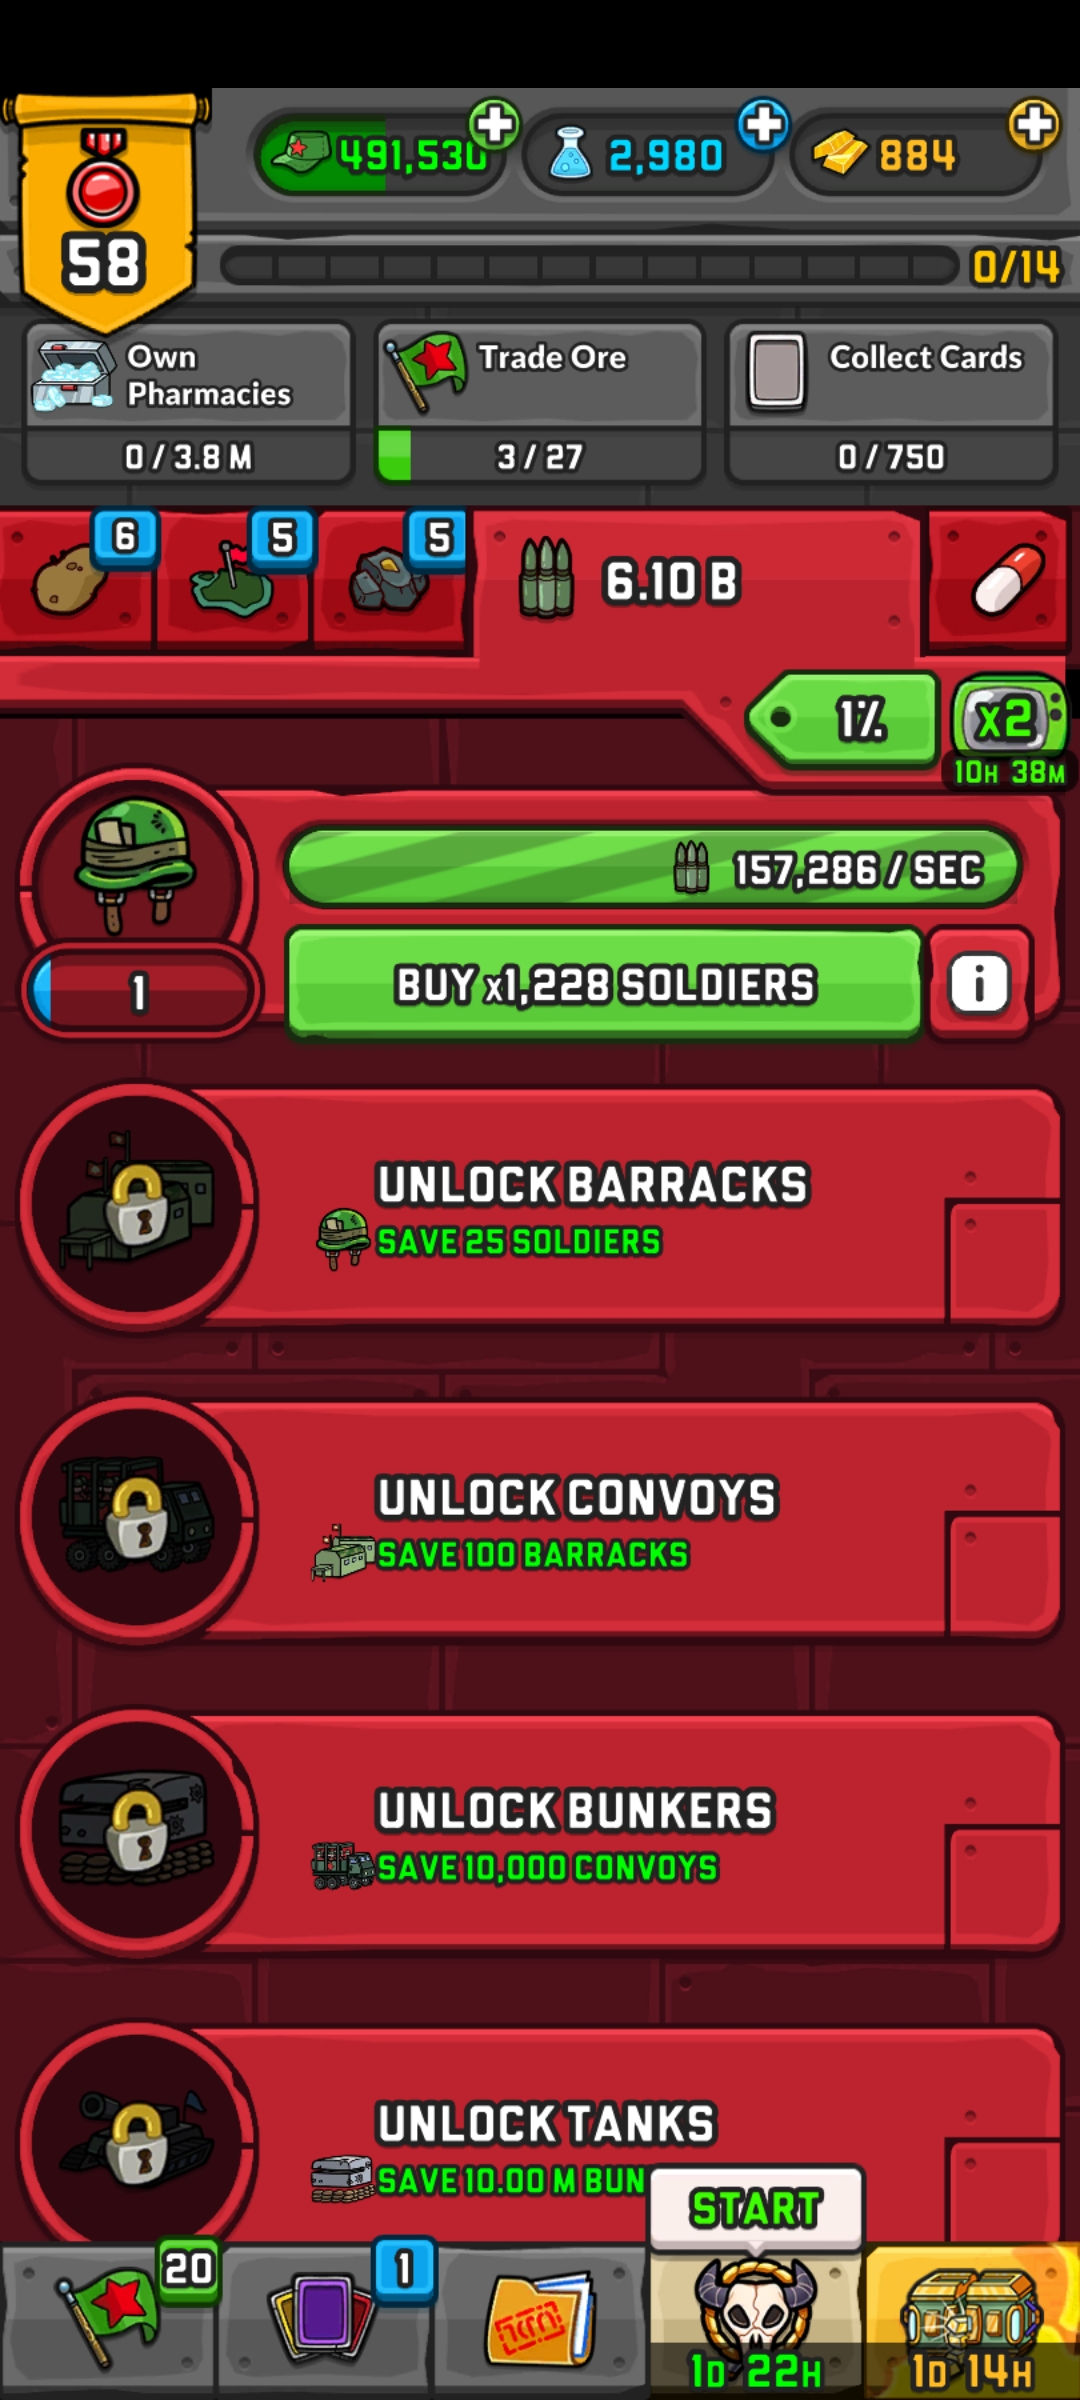 491,530
2,980
884
58
0/14
Own
Pharmacies
0 / 3.8 M
Trade Ore
3 / 27
Collect Cards
0 / 750
6
5
5
6.10 B
1%
x2
10H 38M
157,286 / SEC
1
BUY x1,228 SOLDIERS
i
UNLOCK BARRACKS
SAVE 25 SOLDIERS
UNLOCK CONVOYS
SAVE 100 BARRACKS
UNLOCK BUNKERS
SAVE 10,000 CONVOYS
UNLOCK TANKS
SAVE 10.00 M BUN
START
20
1
1D 22H
1D 14H